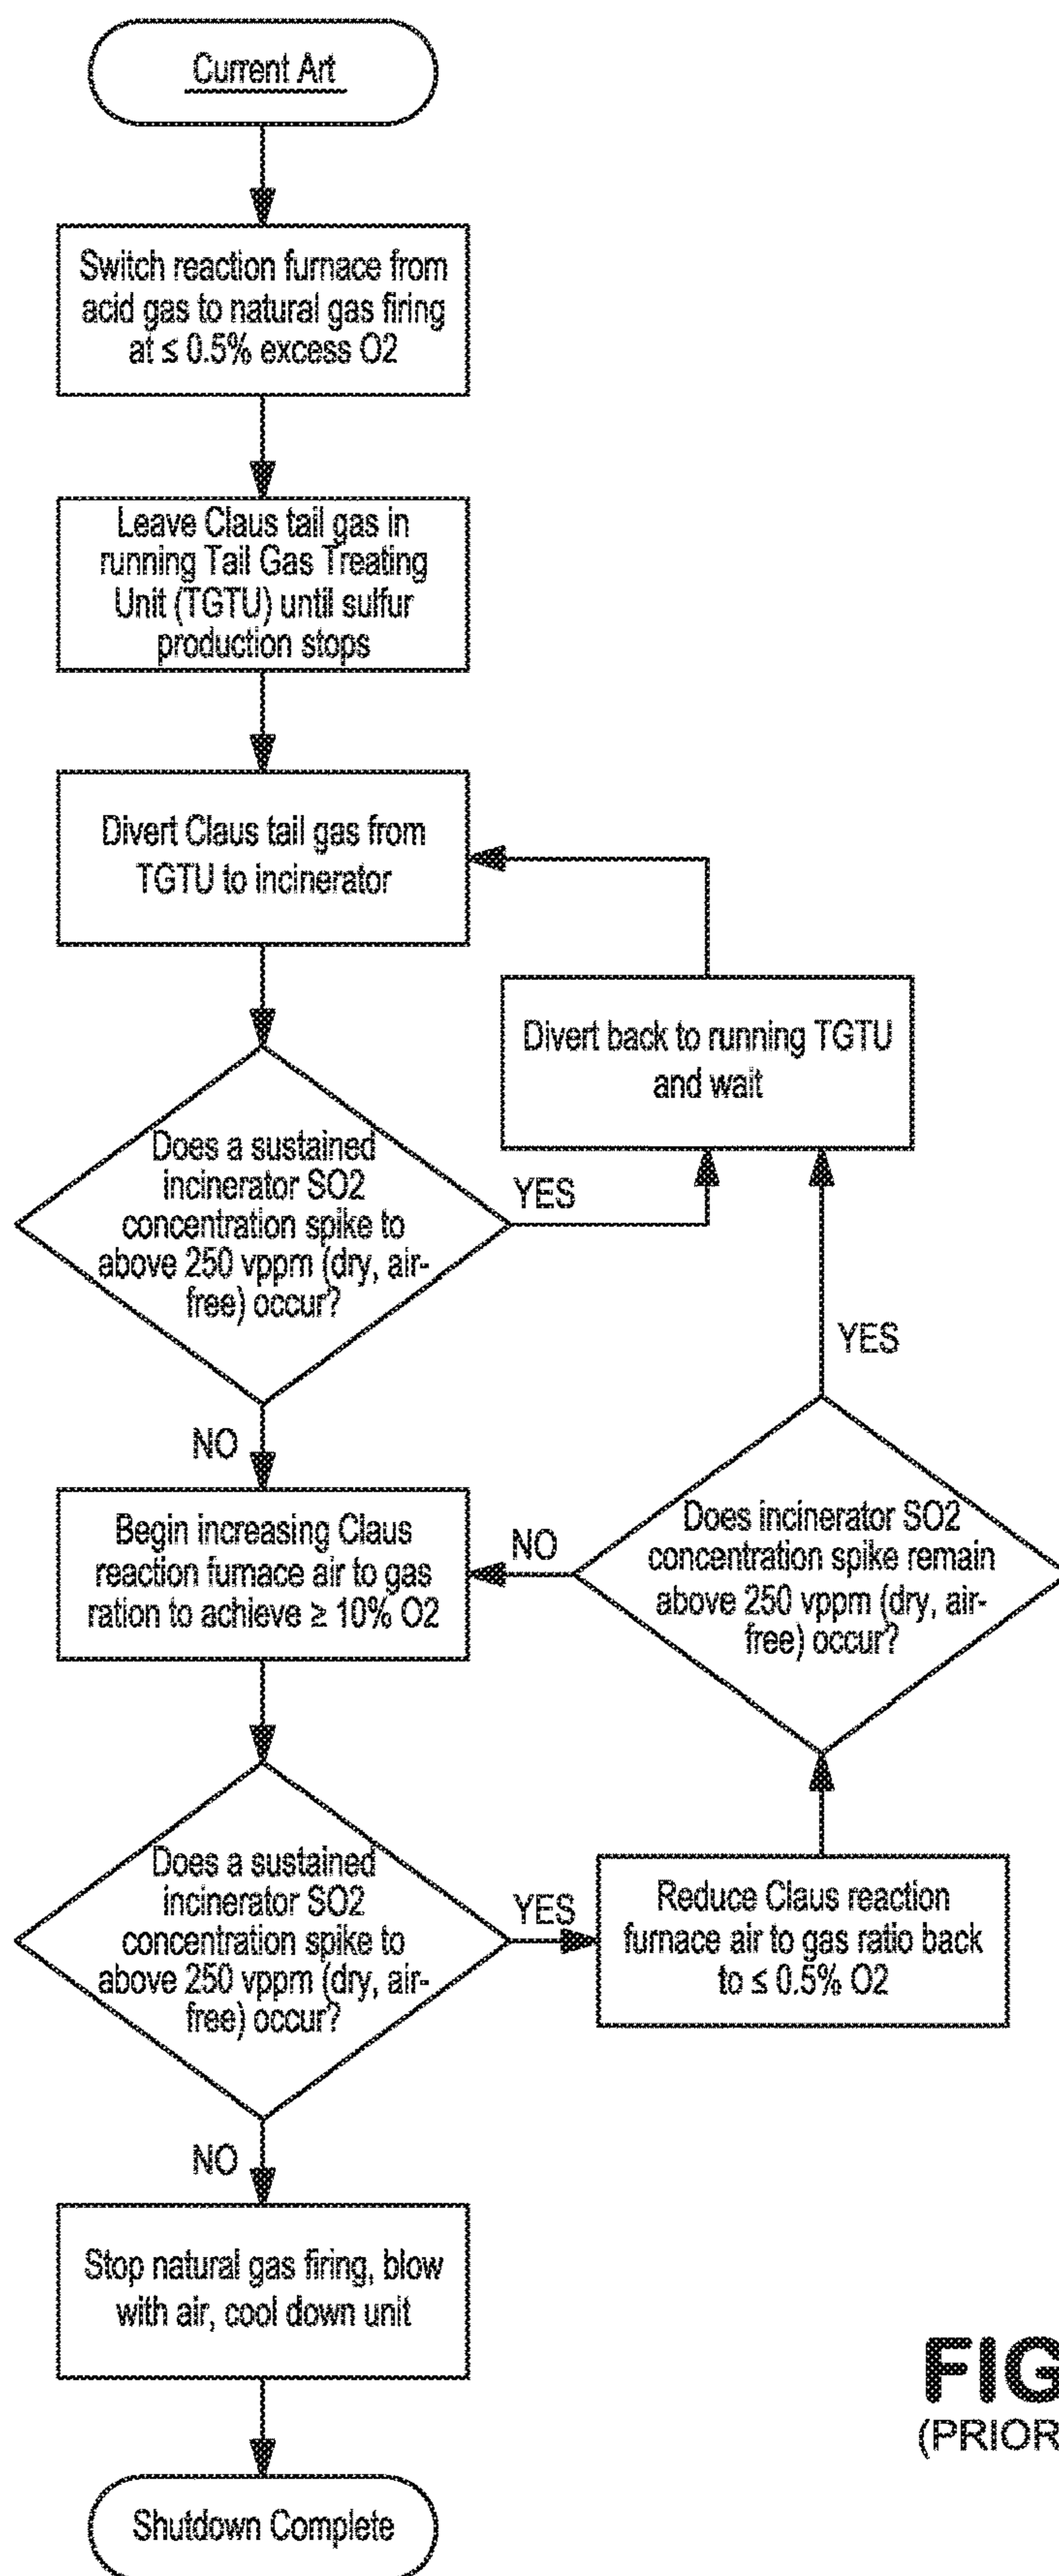 Current Art
Switch reaction furnace from
acid gas to natural gas firing
at ≤ 0.5% excess O2
Leave Claus tail gas in
running Tail Gas Treating
Unit (TGTU) until sulfur
production stops
Divert Claus tail gas from
TGTU to incinerator
Divert back to running TGTU
and wait
Does a sustained
incinerator SO2
concentration spike to
above 250 vppm (dry, air-
free) occur?
YES
YES
NO
Begin increasing Claus
reaction furnace air to gas
ration to achieve ≥ 10% O2
NO
Does incinerator SO2
concentration spike remain
above 250 vppm (dry, air-
free) occur?
Does a sustained
incinerator SO2
concentration spike to
above 250 vppm (dry, air-
free) occur?
YES
Reduce Claus reaction
furnace air to gas ratio back
to ≤ 0.5% O2
NO
Stop natural gas firing, blow
with air, cool down unit
FIG
(PRIOR
Shutdown Complete